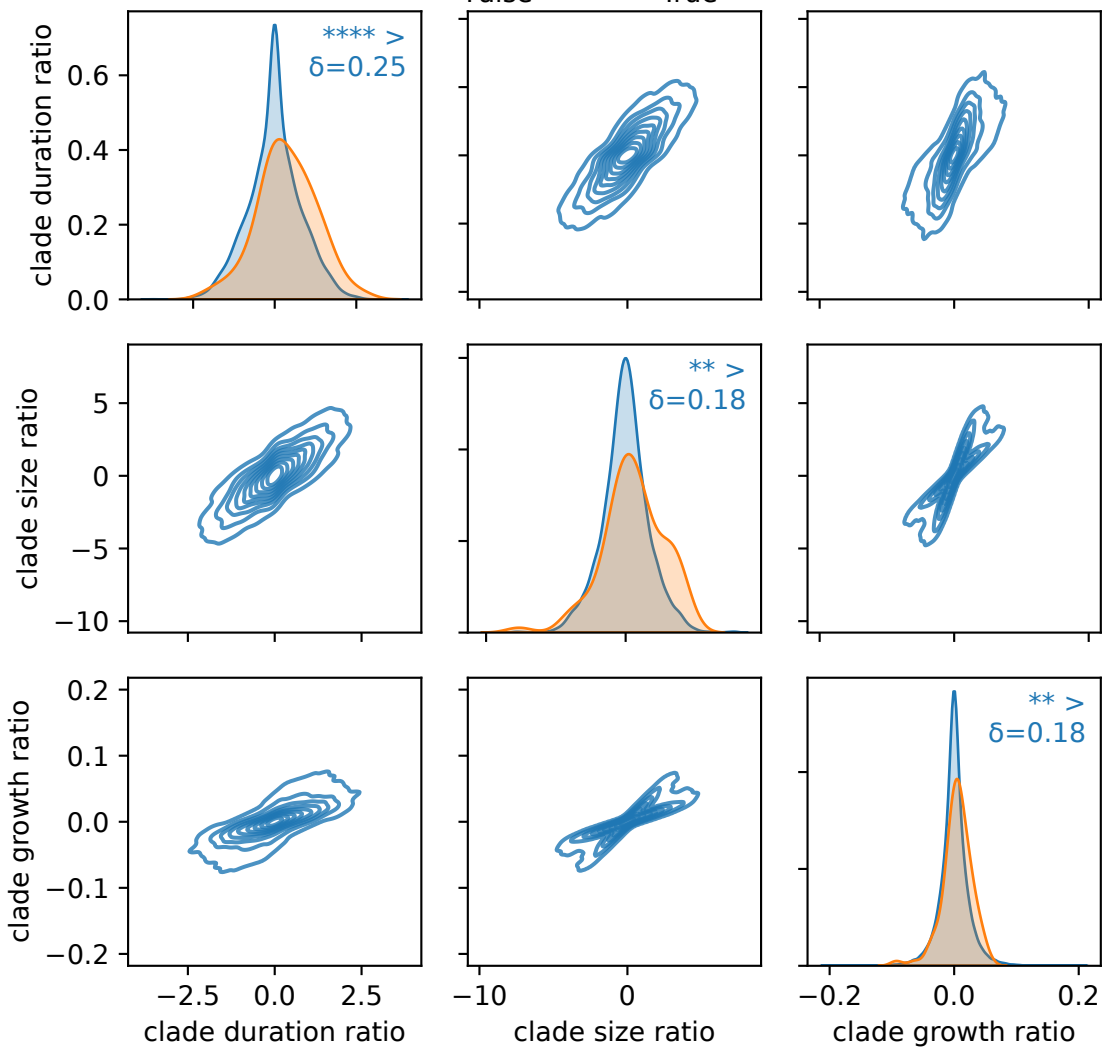 True
clade duration ratio
0.6
0.4
0.2
0.0
**** >
δ=0.25
clade size ratio
5
0
−5
−10
** >
δ=0.18
clade growth ratio
0.2
0.1
0.0
−0.1
−0.2
** >
δ=0.18
−2.5 0.0 2.5
−10 0
−0.2 0.0 0.2
clade duration ratio
clade size ratio
clade growth ratio